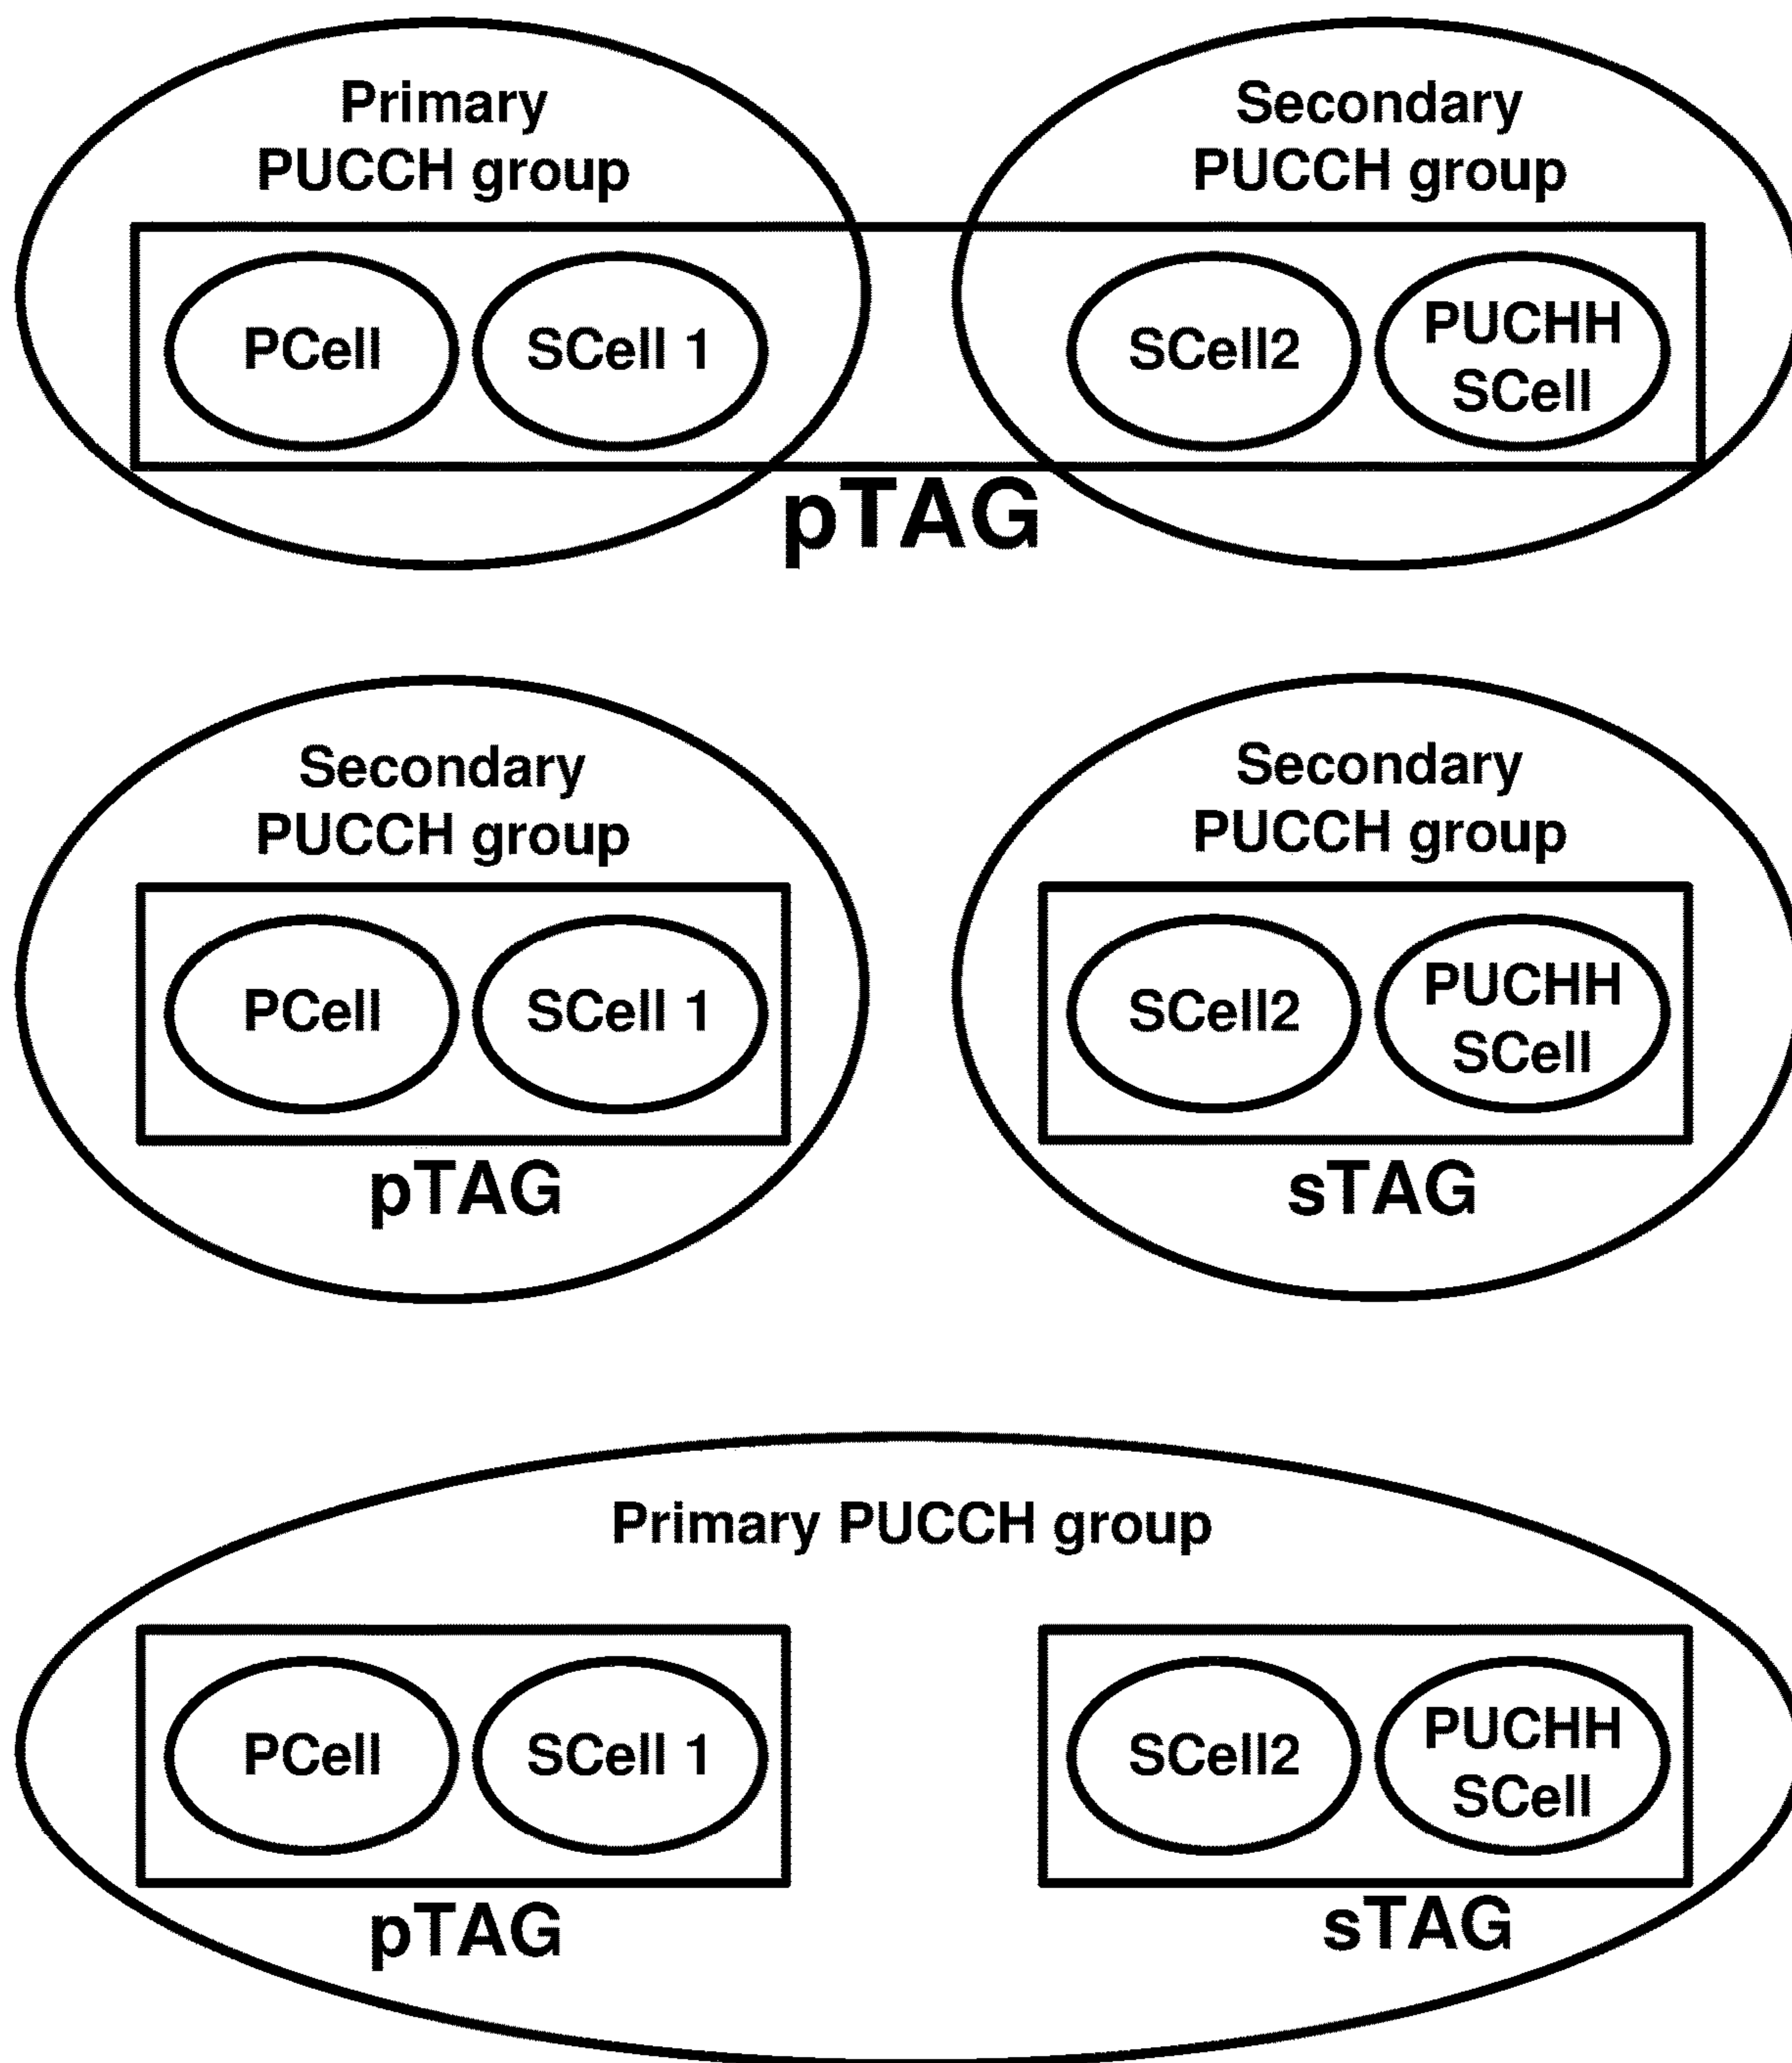 Primary
PUCCH group
Secondary
PUCCH group
PCell
SCell 1
SCell2
PUCHH
SCell
pTAG
Secondary
PUCCH group
Secondary
PUCCH group
PCell
SCell 1
SCell2
PUCHH
SCell
pTAG
sTAG
Primary PUCCH group
PCell
SCell 1
SCell2
PUCHH
SCell
pTAG
sTAG